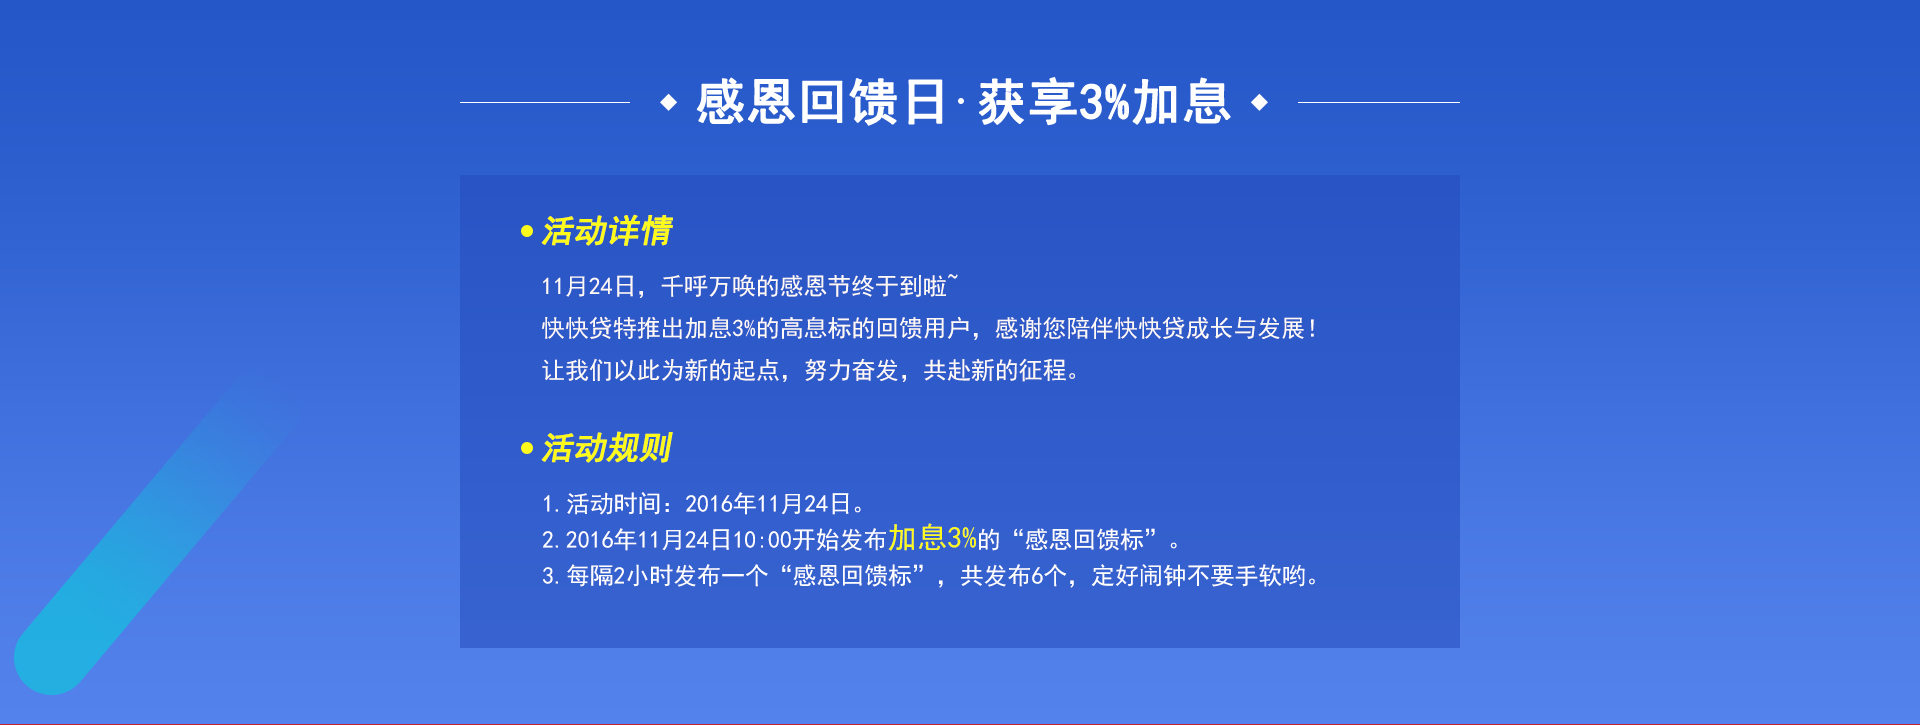 感恩回馈日·获享3%加息
活动详情
11月24日，千呼万唤的感恩节终于到啦~
快快贷特推出加息3%的高息标的回馈用户，感谢您陪伴快快贷成长与发展！
让我们以此为新的起点，努力奋发，共赴新的征程。
活动规则
1.活动时间：2016年11月24日。
2.2016年11月24日10:00开始发布加息3%的“感恩回馈标”。
3.每隔2小时发布一个“感恩回馈标”，共发布6个，定好闹钟不要手软哟。